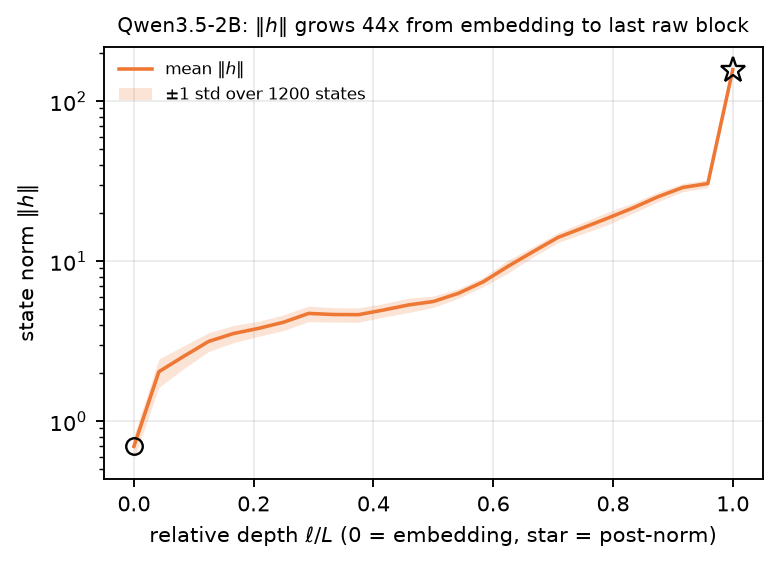 Qwen3.5-2B: ‖h‖ grows 44x from embedding to last raw block
mean ‖h‖
±1 std over 1200 states
state norm ‖h‖
10²
10¹
10⁰
0.0 0.2 0.4 0.6 0.8 1.0
relative depth ℓ/L (0 = embedding, star = post-norm)